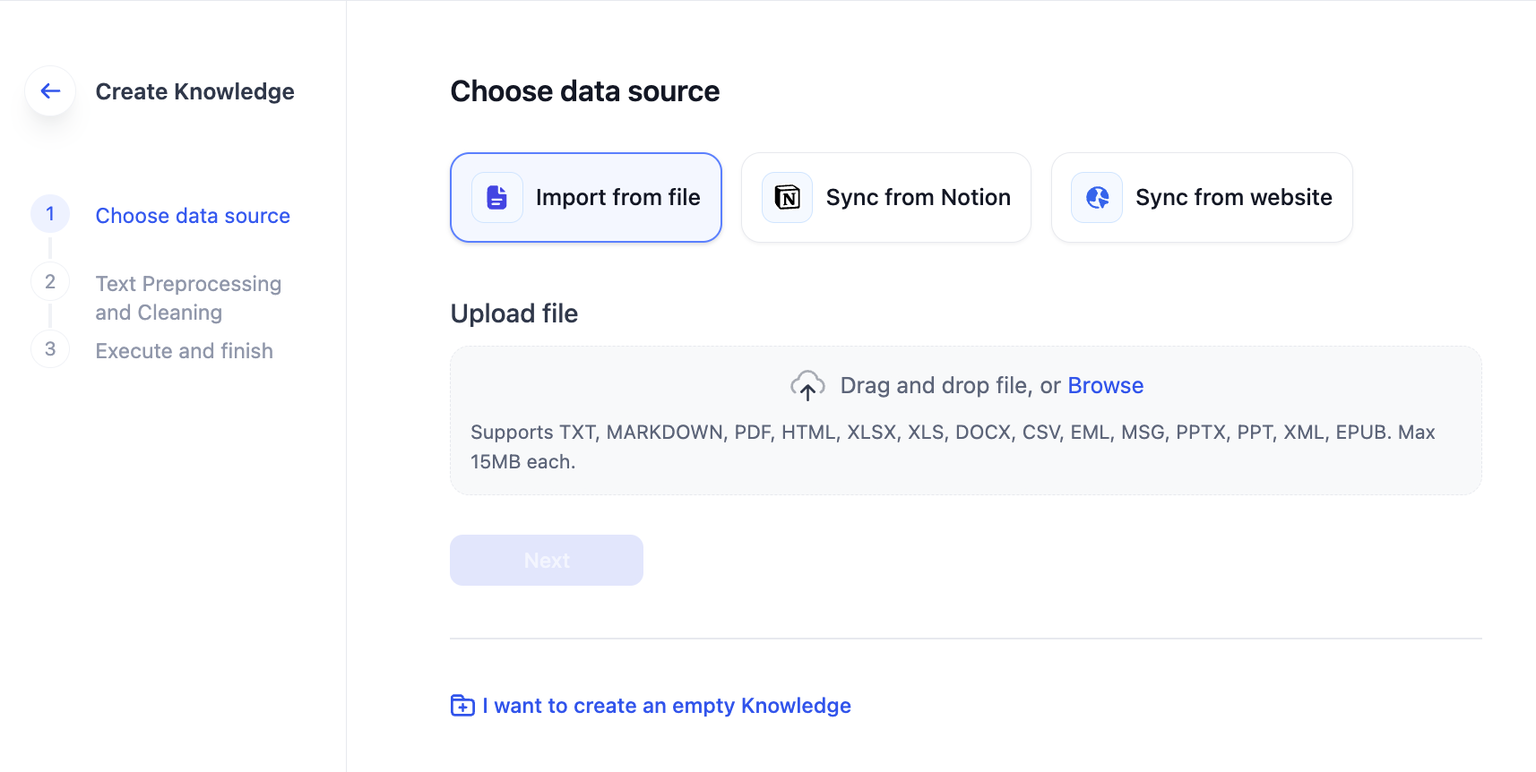 Create Knowledge
1
Choose data source
2
Text Preprocessing
and Cleaning
3
Execute and finish
Choose data source
Import from file
Sync from Notion
Sync from website
Upload file
Drag and drop file, or Browse
Supports TXT, MARKDOWN, PDF, HTML, XLSX, XLS, DOCX, CSV, EML, MSG, PPTX, PPT, XML, EPUB. Max
15MB each.
Next
I want to create an empty Knowledge